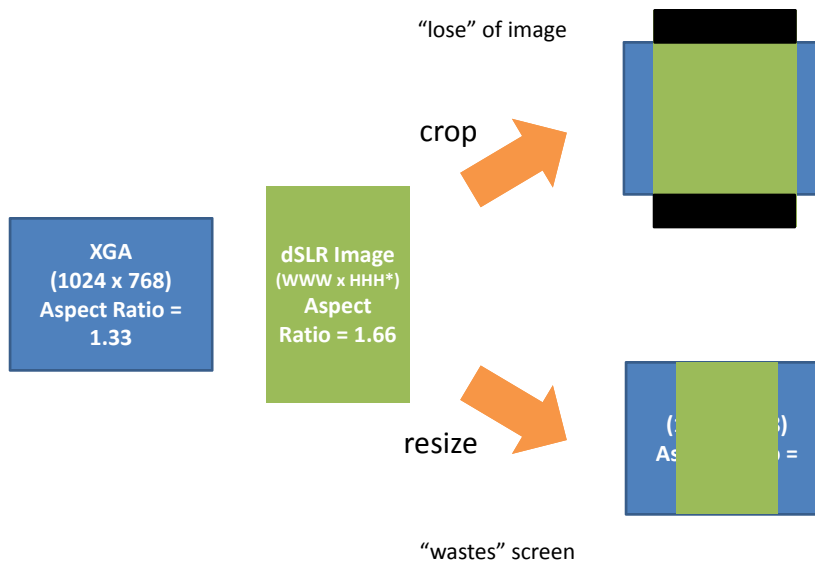 “lose” of image
crop
XGA
(1024 x 768)
Aspect Ratio =
1.33
dSLR Image
(WWW x HHH*)
Aspect
Ratio = 1.66
resize
“wastes” screen